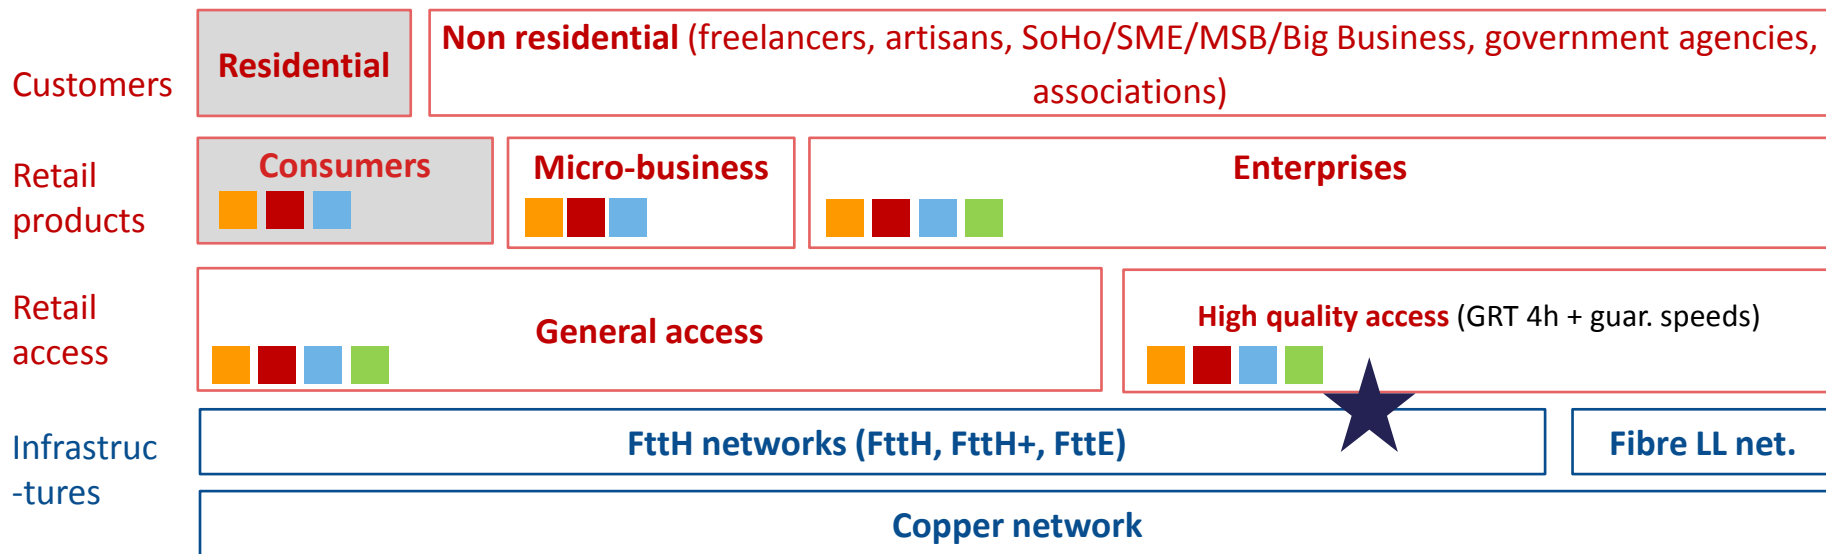 Customers
Residential
Non residential (freelancers, artisans, SoHo/SME/MSB/Big Business, government agencies,
associations)
Retail
products
Consumers
Micro-business
Enterprises
Retail
access
General access
High quality access (GRT 4h + guar. speeds)
Infrastruc
-tures
FttH networks (FttH, FttH+, FttE)
Fibre LL net.
Copper network